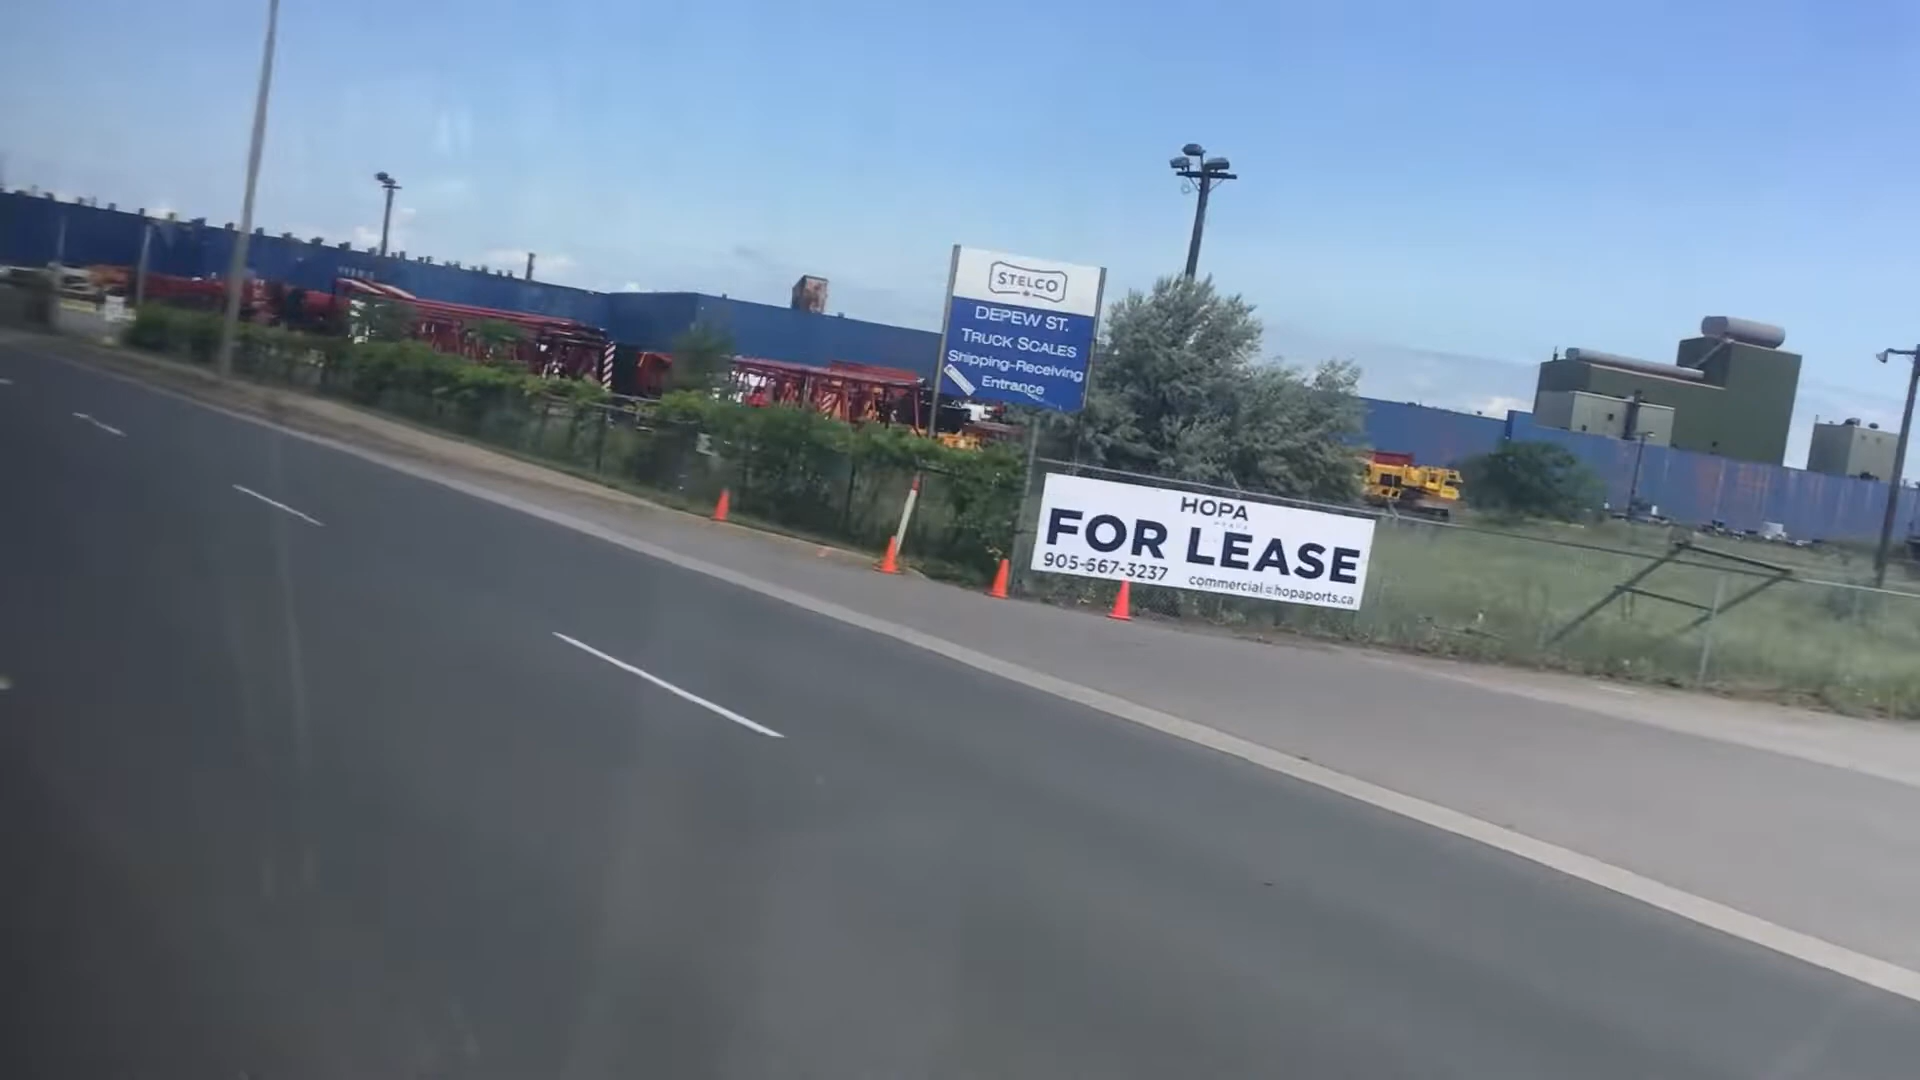 STELCO
DEPEW ST.
TRUCK SCALES
Shipping-Receiving
Entrance
HOPA
FOR LEASE
905-667-3237
commercial@hopaports.ca